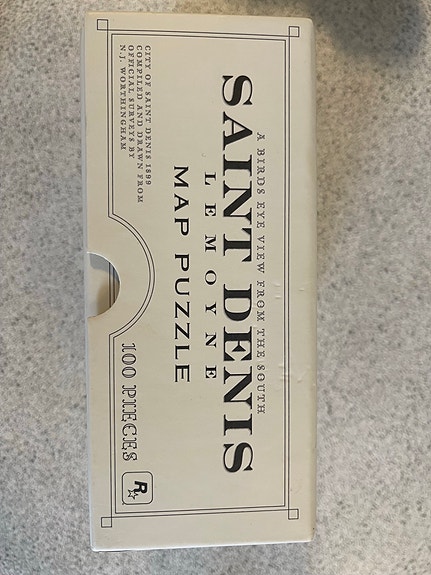 A BIRDS EYE VIEW FROM THE SOUTH
SAINT DENIS
LEMOYNE
MAP PUZZLE
CITY OF SAINT DENIS 1899
COMPILED AND DRAWN FROM
OFFICIAL SURVEYS BY
N.J. WORTHINGHAM
100 PIECES
R